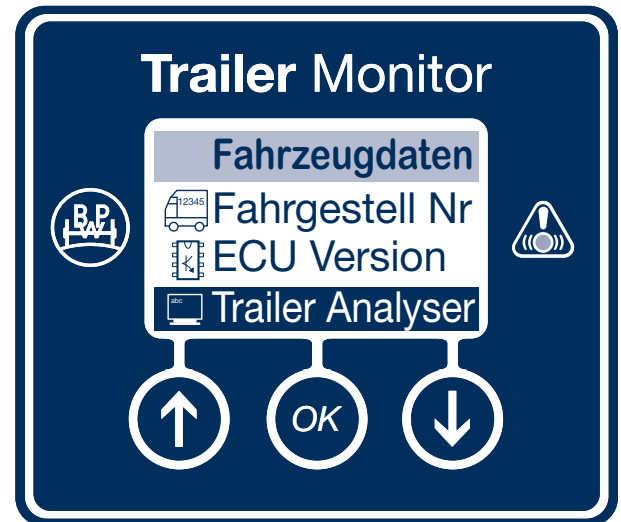 Trailer Monitor
Fahrzeugdaten
BPW
12345
Fahrgestell Nr
ECU Version
abc
Trailer Analyser
OK